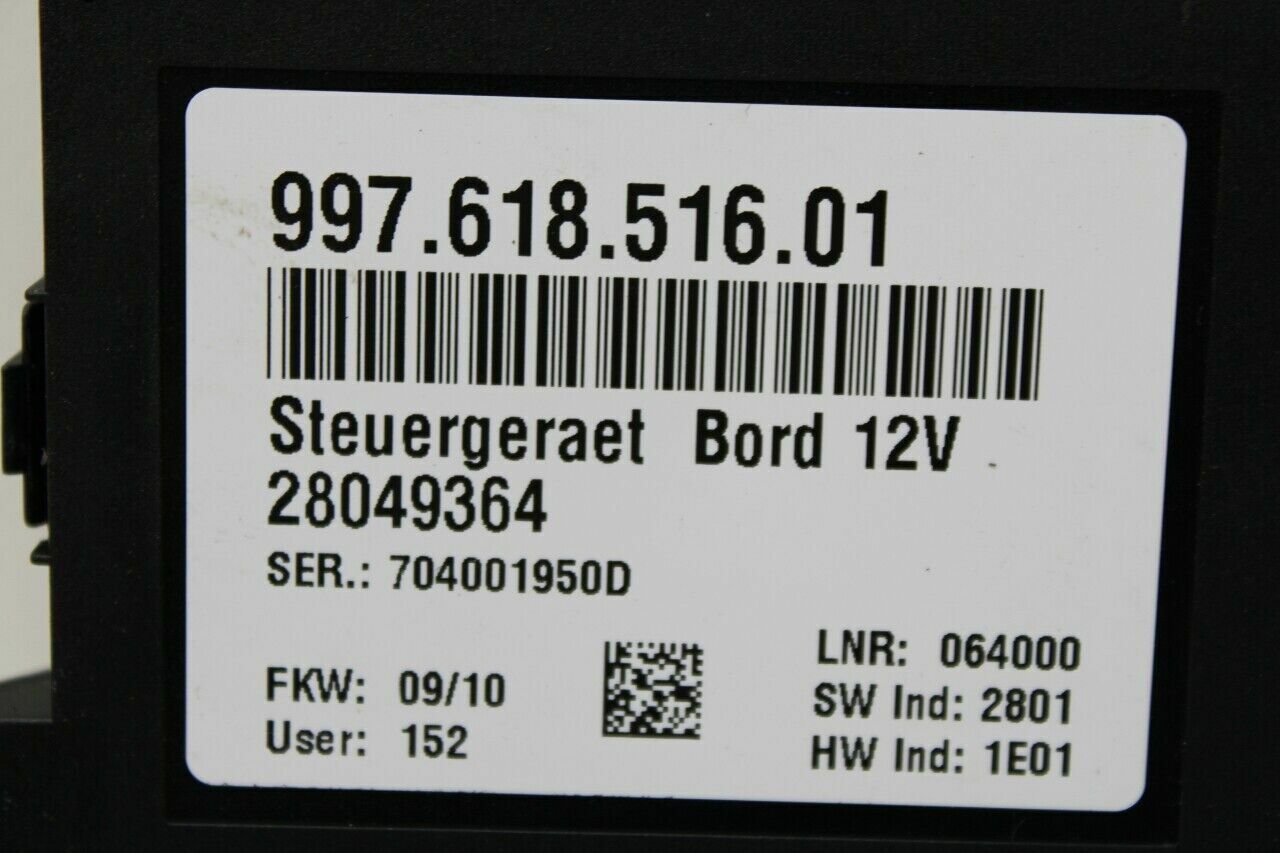 997.618.516.01
Steuergeraet Bord 12V
28049364
SER.: 704001950D
FKW: 09/10
User: 152
LNR: 064000
SW Ind: 2801
HW Ind: 1E01